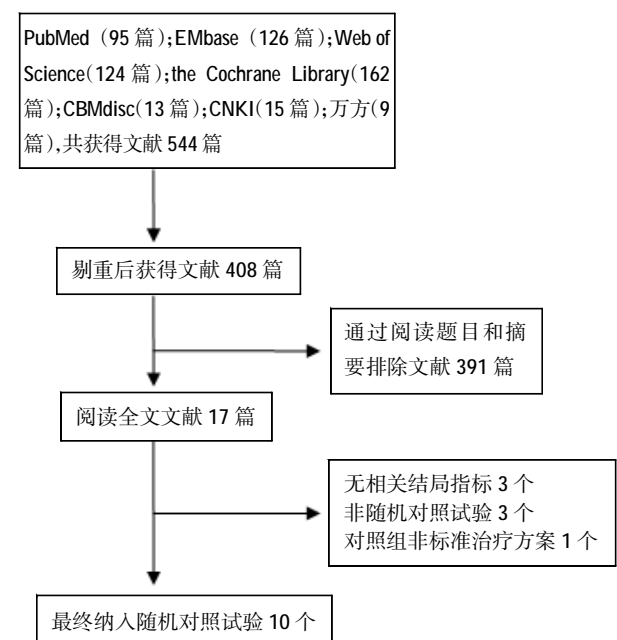 PubMed（95 篇）；EMbase（126 篇）；Web of
Science（124 篇）；the Cochrane Library（162
篇）；CBMdisc（13 篇）；CNKI（15 篇）；万方（9
篇），共获得文献 544 篇
剔重后获得文献 408 篇
通过阅读题目和摘
要排除文献 391 篇
阅读全文文献 17 篇
无相关结局指标 3 个
非随机对照试验 3 个
对照组非标准治疗方案 1 个
最终纳入随机对照试验 10 个